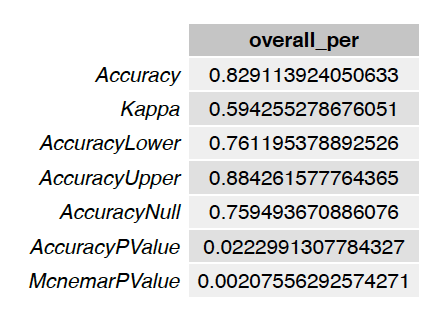 overall_per
Accuracy 0.829113924050633
Kappa 0.594255278676051
AccuracyLower 0.761195378892526
AccuracyUpper 0.884261577764365
AccuracyNull 0.759493670886076
AccuracyPValue 0.0222991307784327
McnemarPValue 0.00207556292574271